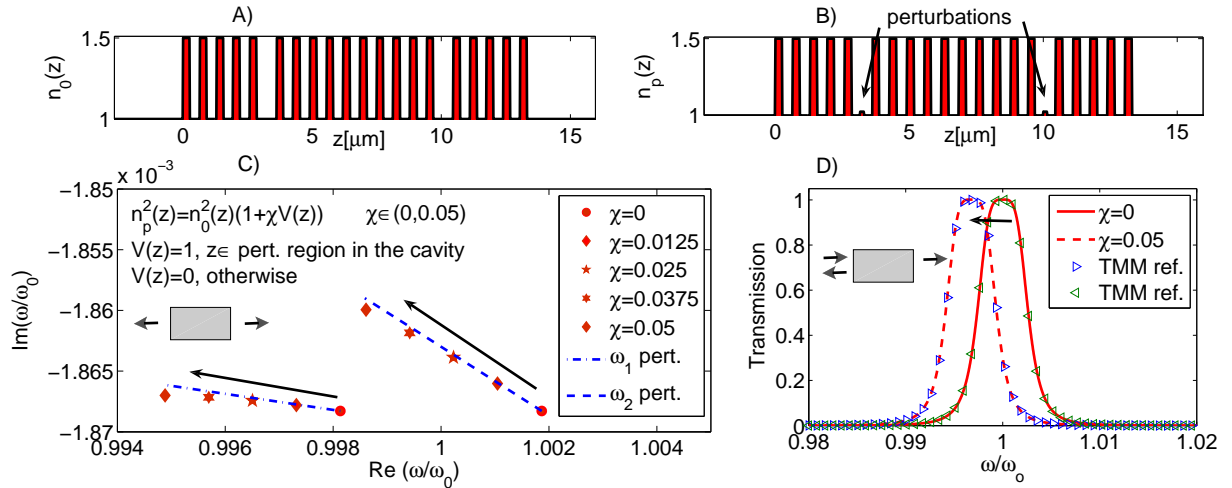 A)
1.5
n₀(z)
1
0 5 10 15
z[μm]
B)
perturbations
1.5
nₚ(z)
1
0 5 10 15
z[μm]
C)
x 10⁻³
−1.85
−1.855
−1.86
−1.865
−1.87
Im(ω/ω₀)
nₚ²(z)=n₀²(z)(1+χV(z)) χ∈(0,0.05)
V(z)=1, z∈ pert. region in the cavity
V(z)=0, otherwise
χ=0
χ=0.0125
χ=0.025
χ=0.0375
χ=0.05
ω₁ pert.
ω₂ pert.
0.994 0.996 0.998 1 1.002 1.004
Re (ω/ω₀)
D)
1
0.8
0.6
0.4
0.2
0
Transmission
χ=0
χ=0.05
TMM ref.
TMM ref.
0.98 0.99 1 1.01 1.02
ω/ωₒ